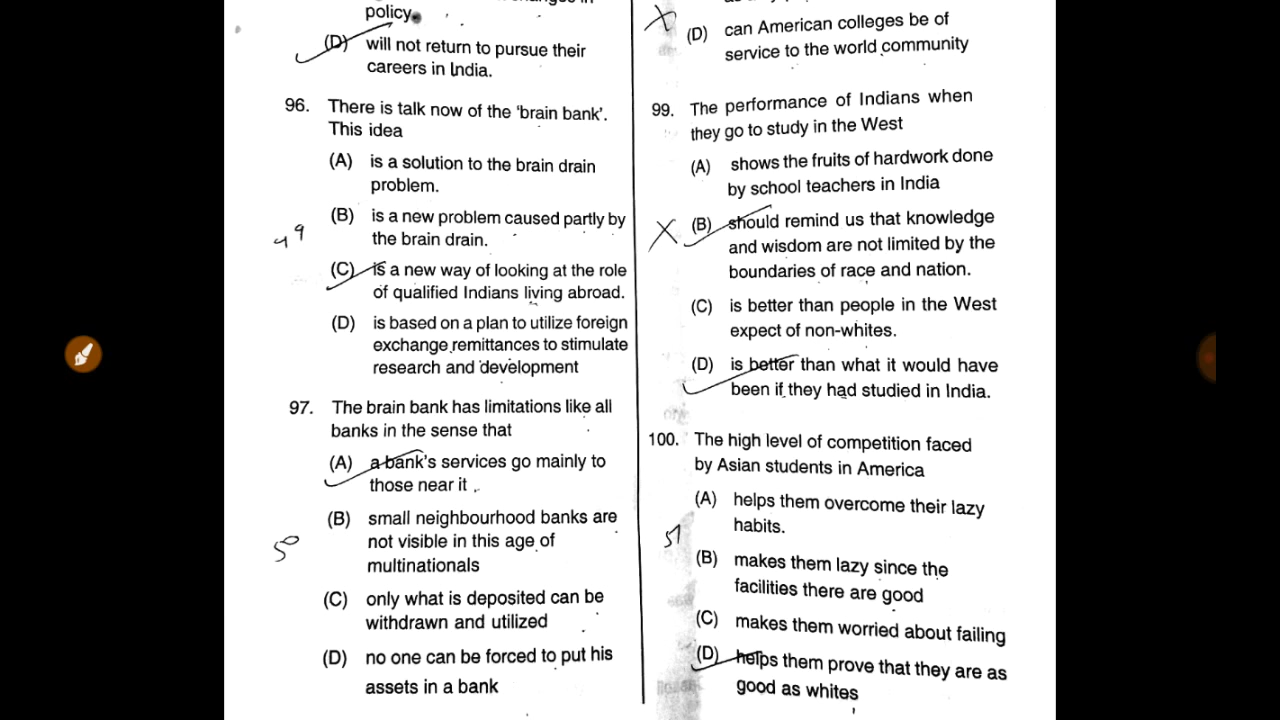 policy.
(D) will not return to pursue their
careers in India.
96. There is talk now of the 'brain bank'.
This idea
(A) is a solution to the brain drain
problem.
(B) is a new problem caused partly by
the brain drain.
49
(C) is a new way of looking at the role
of qualified Indians living abroad.
(D) is based on a plan to utilize foreign
exchange remittances to stimulate
research and development
97. The brain bank has limitations like all
banks in the sense that
(A) a bank's services go mainly to
those near it
(B) small neighbourhood banks are
not visible in this age of
multinationals
50
(C) only what is deposited can be
withdrawn and utilized
(D) no one can be forced to put his
assets in a bank
(D) can American colleges be of
service to the world community
99. The performance of Indians when
they go to study in the West
(A) shows the fruits of hardwork done
by school teachers in India
(B) should remind us that knowledge
and wisdom are not limited by the
boundaries of race and nation.
(C) is better than people in the West
expect of non-whites.
(D) is better than what it would have
been if they had studied in India.
100. The high level of competition faced
by Asian students in America
(A) helps them overcome their lazy
habits.
51
(B) makes them lazy since the
facilities there are good
(C) makes them worried about failing
(D) helps them prove that they are as
good as whites